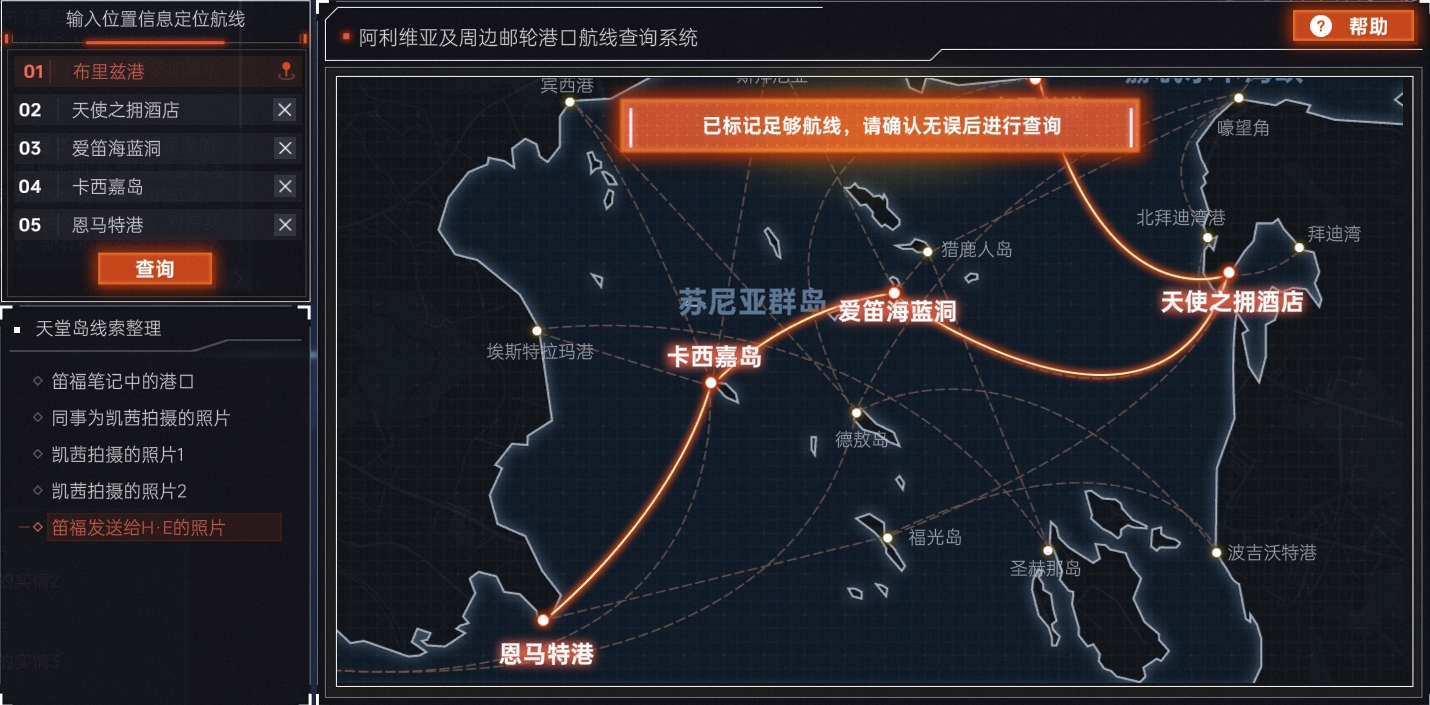 输入位置信息定位航线
01 布里兹港
02 天使之拥酒店
03 爱笛海蓝洞
04 卡西嘉岛
05 恩马特港
查询
天堂岛线索整理
笛福笔记中的港口
同事为凯茜拍摄的照片
凯茜拍摄的照片1
凯茜拍摄的照片2
笛福发送给H·E的照片
的实情2
的实情3
阿利维亚及周边邮轮港口航线查询系统
? 帮助
宾西港
已标记足够航线，请确认无误后进行查询
嚎望角
北拜迪湾港
拜迪湾
猎鹿人岛
苏尼亚群岛
爱笛海蓝洞
天使之拥酒店
埃斯特拉玛港
卡西嘉岛
德敖岛
福光岛
圣赫那岛
波吉沃特港
恩马特港